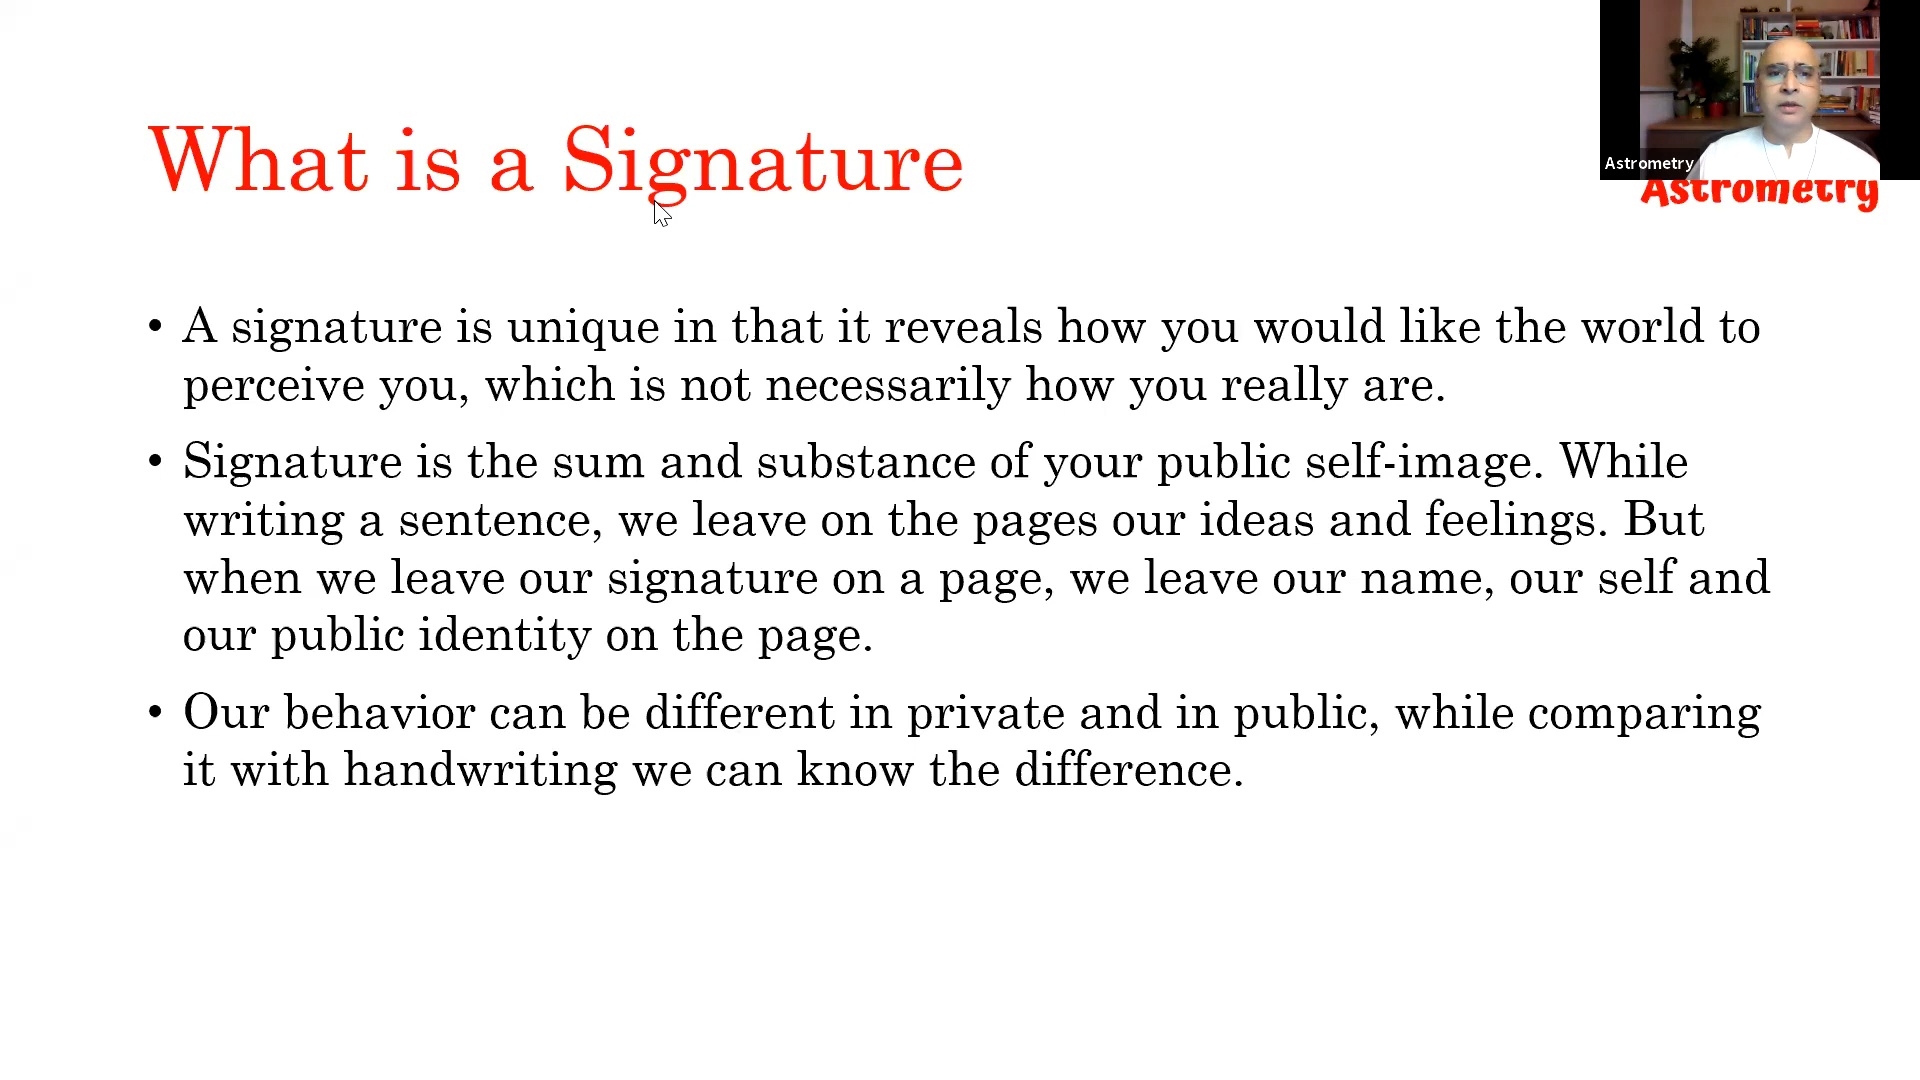 What is a Signature
Astrometry
Astrometry
• A signature is unique in that it reveals how you would like the world to
perceive you, which is not necessarily how you really are.
• Signature is the sum and substance of your public self-image. While
writing a sentence, we leave on the pages our ideas and feelings. But
when we leave our signature on a page, we leave our name, our self and
our public identity on the page.
• Our behavior can be different in private and in public, while comparing
it with handwriting we can know the difference.